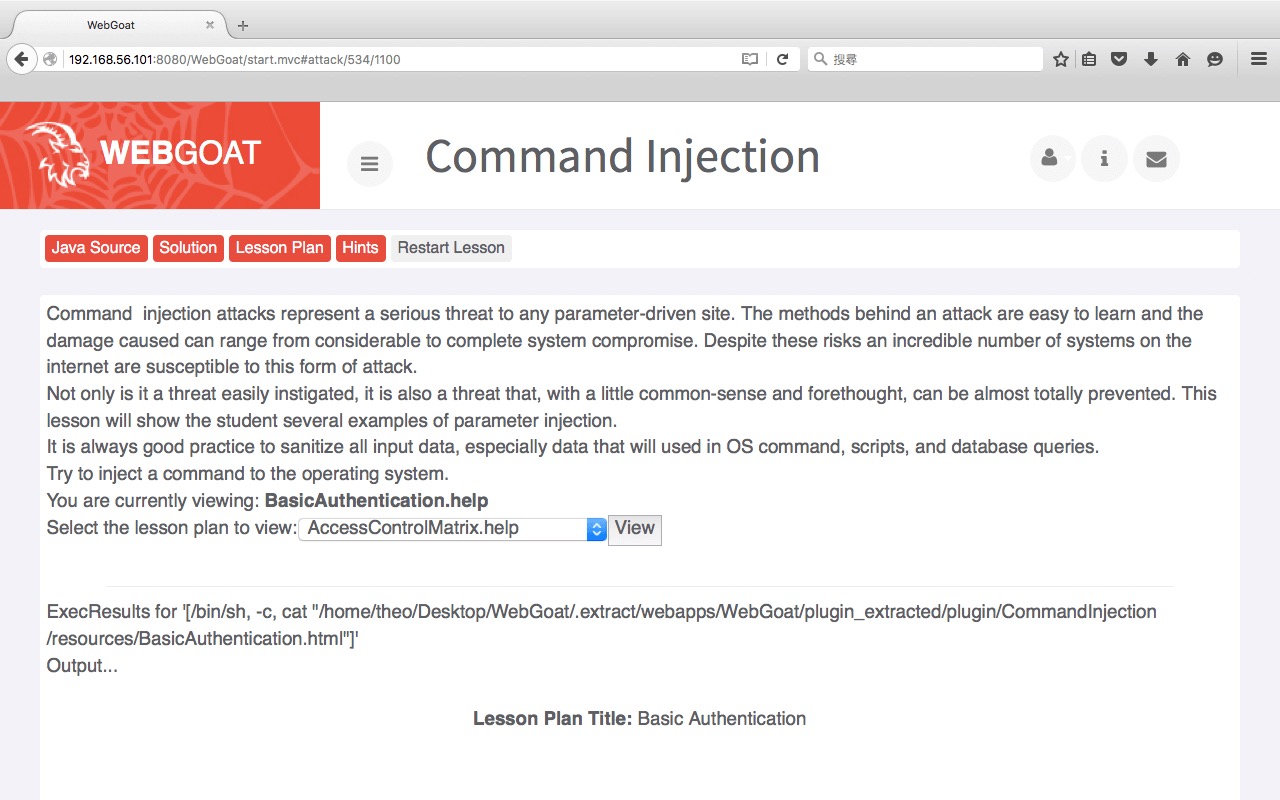 WebGoat
192.168.56.101:8080/WebGoat/start.mvc#attack/534/1100
搜尋
WEBGOAT
Command Injection
Java Source Solution Lesson Plan Hints Restart Lesson
Command  injection attacks represent a serious threat to any parameter-driven site. The methods behind an attack are easy to learn and the
damage caused can range from considerable to complete system compromise. Despite these risks an incredible number of systems on the
internet are susceptible to this form of attack.
Not only is it a threat easily instigated, it is also a threat that, with a little common-sense and forethought, can be almost totally prevented. This
lesson will show the student several examples of parameter injection.
It is always good practice to sanitize all input data, especially data that will used in OS command, scripts, and database queries.
Try to inject a command to the operating system.
You are currently viewing: BasicAuthentication.help
Select the lesson plan to view: AccessControlMatrix.help View
ExecResults for '[/bin/sh, -c, cat "/home/theo/Desktop/WebGoat/.extract/webapps/WebGoat/plugin_extracted/plugin/CommandInjection
/resources/BasicAuthentication.html"]'
Output...
Lesson Plan Title: Basic Authentication